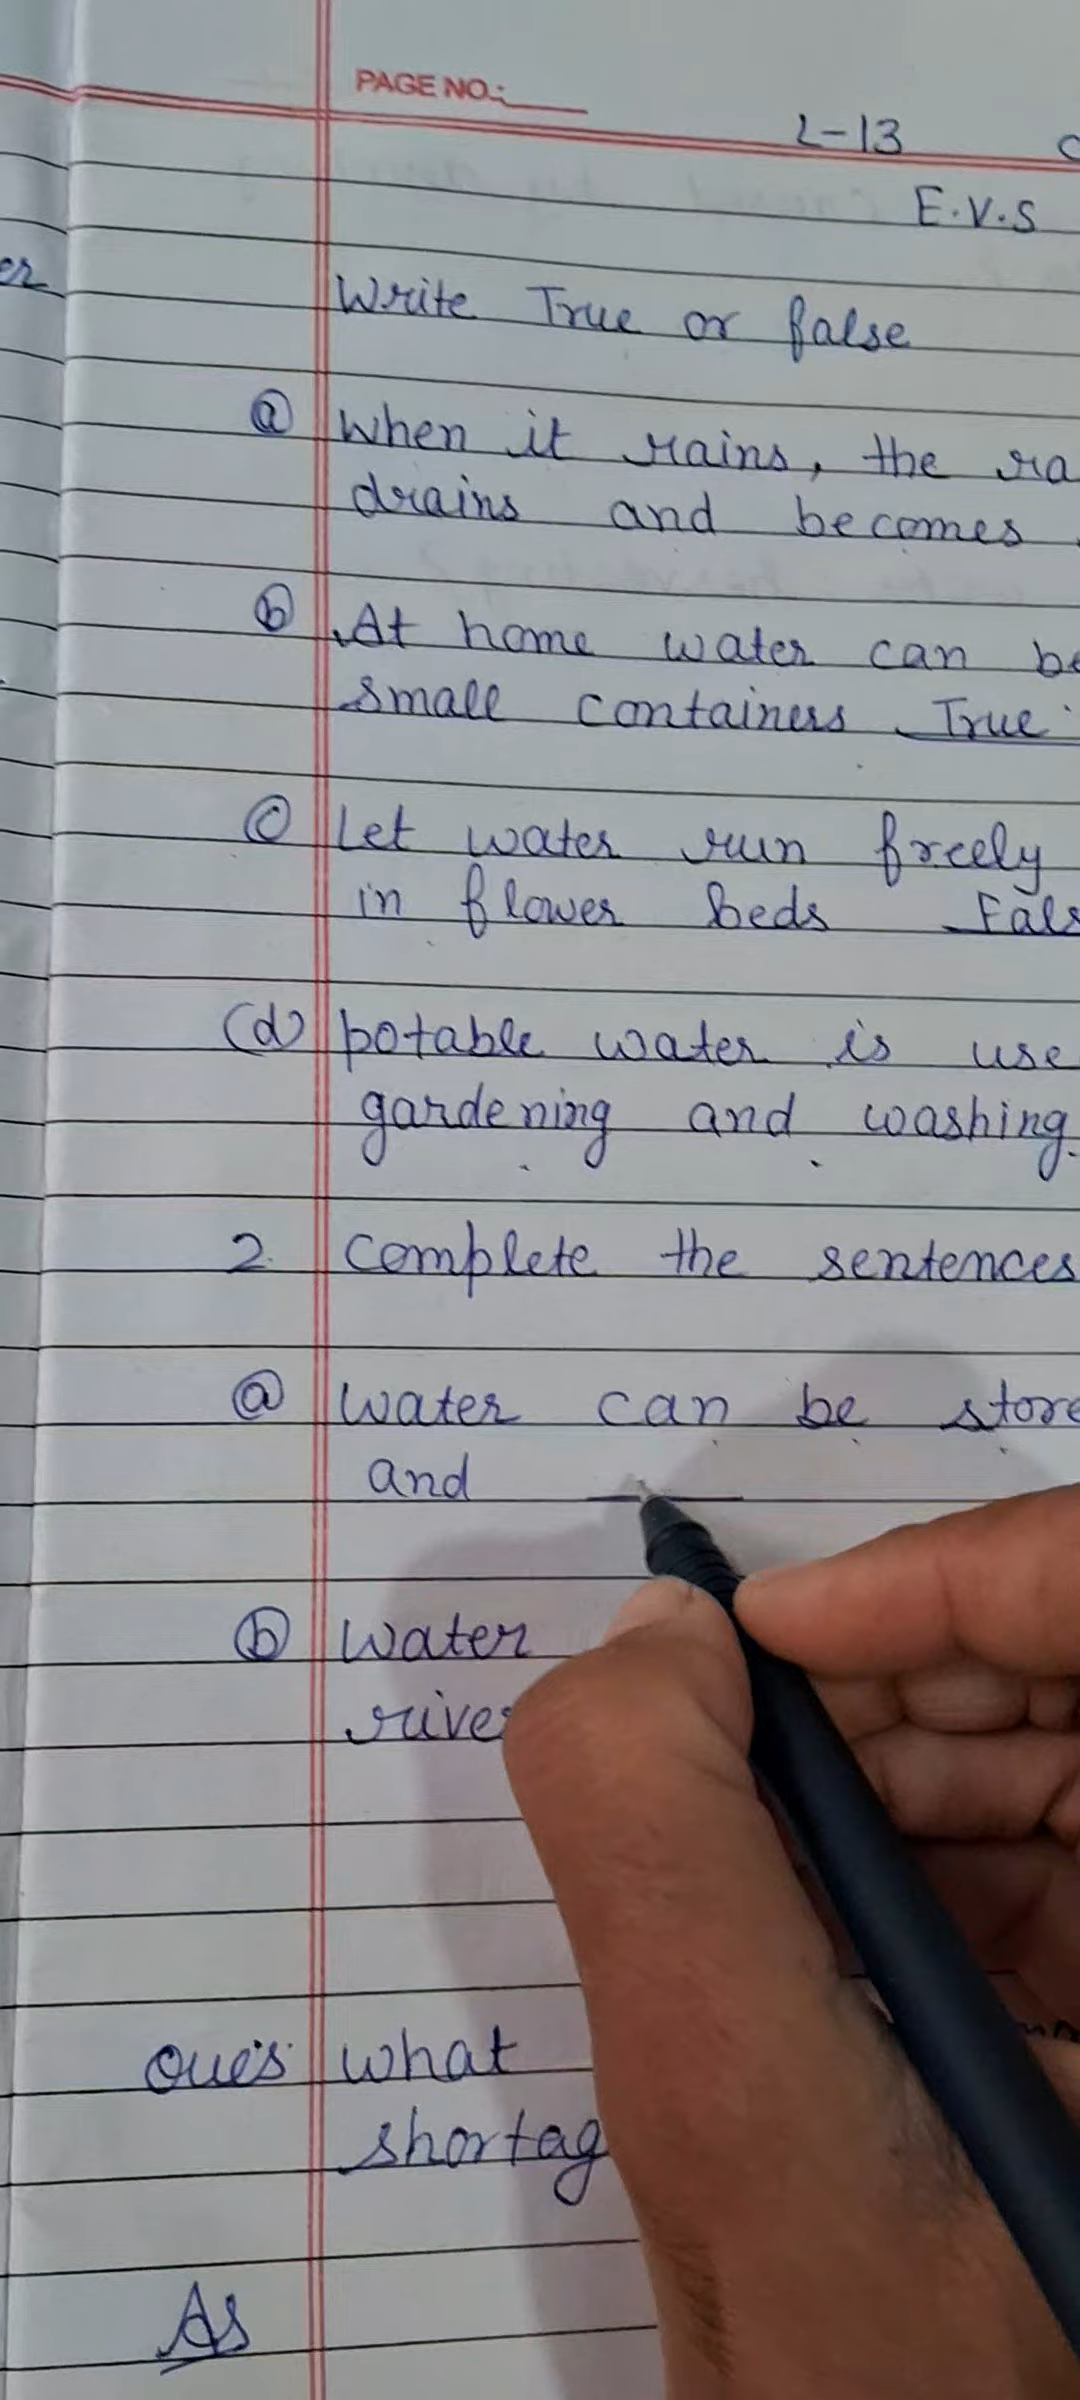 PAGE NO.:
L-13
E.V.S
er
Write True or false
(a) When it rains, the ra
drains and becomes
(b) At home water can be
small containers True
(c) Let water run freely
in flower beds Fals
(d) potable water is use
gardening and washing.
2. Complete the sentences
(a) Water can be store
and
(b) Water
rive
Ques What
shortag
As